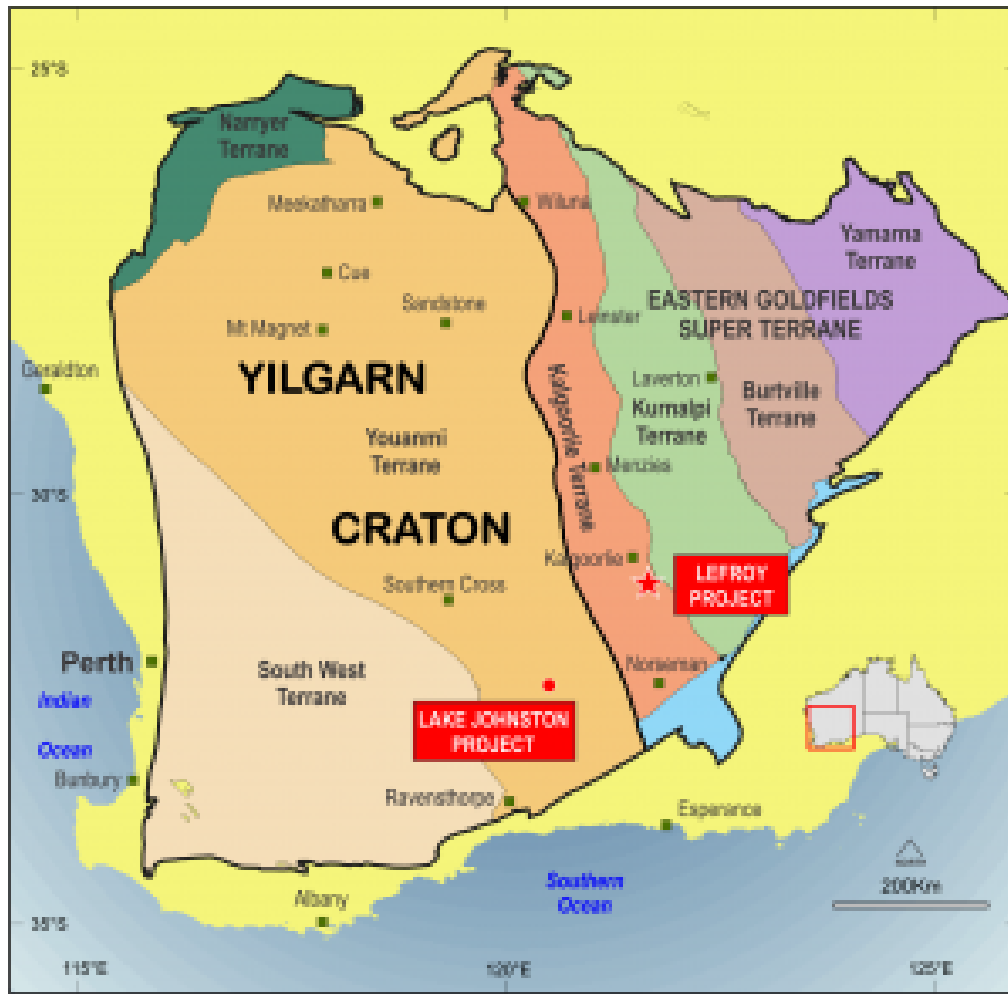 25°S
Narryer
Terrane
Meekatharra
Wiluna
Yamarna
Terrane
Cue
Sandstone
Leinster
EASTERN GOLDFIELDS
SUPER TERRANE
Mt Magnet
Geraldton
YILGARN
Laverton
Burtville
Terrane
Kurnalpi
Terrane
Kalgoorlie Terrane
Youanmi
Terrane
Menzies
30°S
CRATON
Kalgoorlie
LEFROY
PROJECT
Southern Cross
Perth
South West
Terrane
Norseman
Indian
Ocean
LAKE JOHNSTON
PROJECT
Bunbury
Ravensthorpe
Esperance
Southern
Ocean
200Km
Albany
35°S
115°E
120°E
125°E